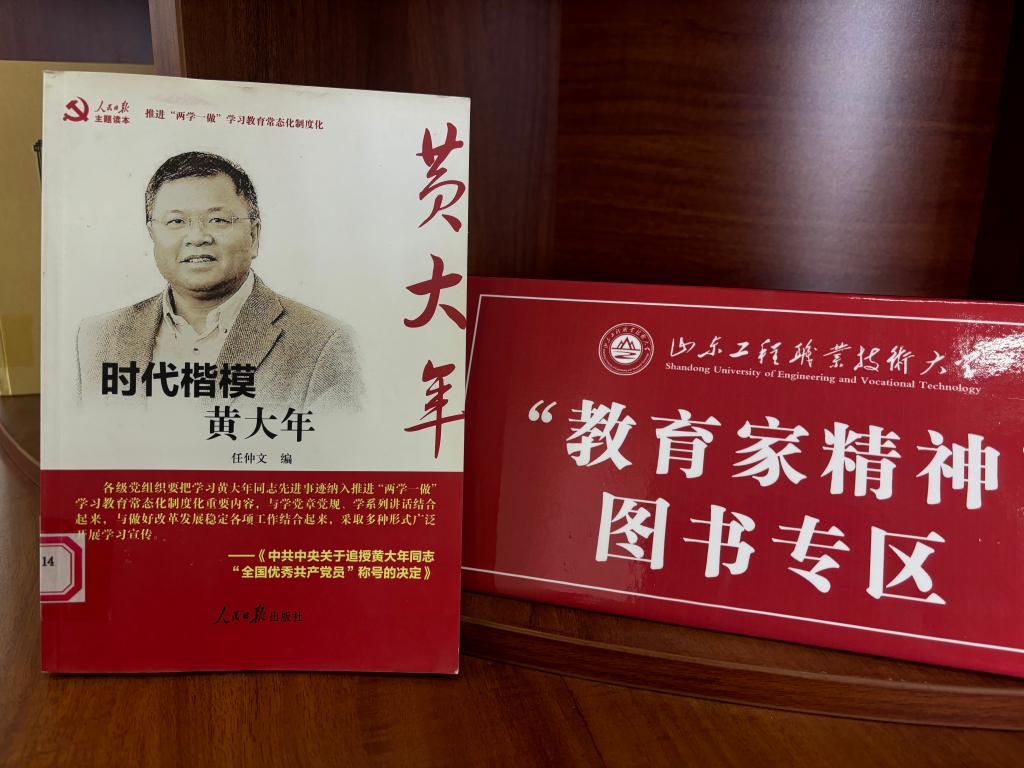 人民日报
主题读本
推进“两学一做”学习教育常态化制度化
黄大年
时代楷模
黄大年
任仲文 编
各级党组织要把学习黄大年同志先进事迹纳入推进“两学一做”
学习教育常态化制度化重要内容，与学党章党规、学系列讲话结合
起来，与做好改革发展稳定各项工作结合起来，采取多种形式广泛
开展学习宣传。
——《中共中央关于追授黄大年同志
“全国优秀共产党员”称号的决定》
14
人民日报出版社
山东工程職業技術大
Shandong University of Engineering and Vocational Technology
“教育家精神”
图书专区